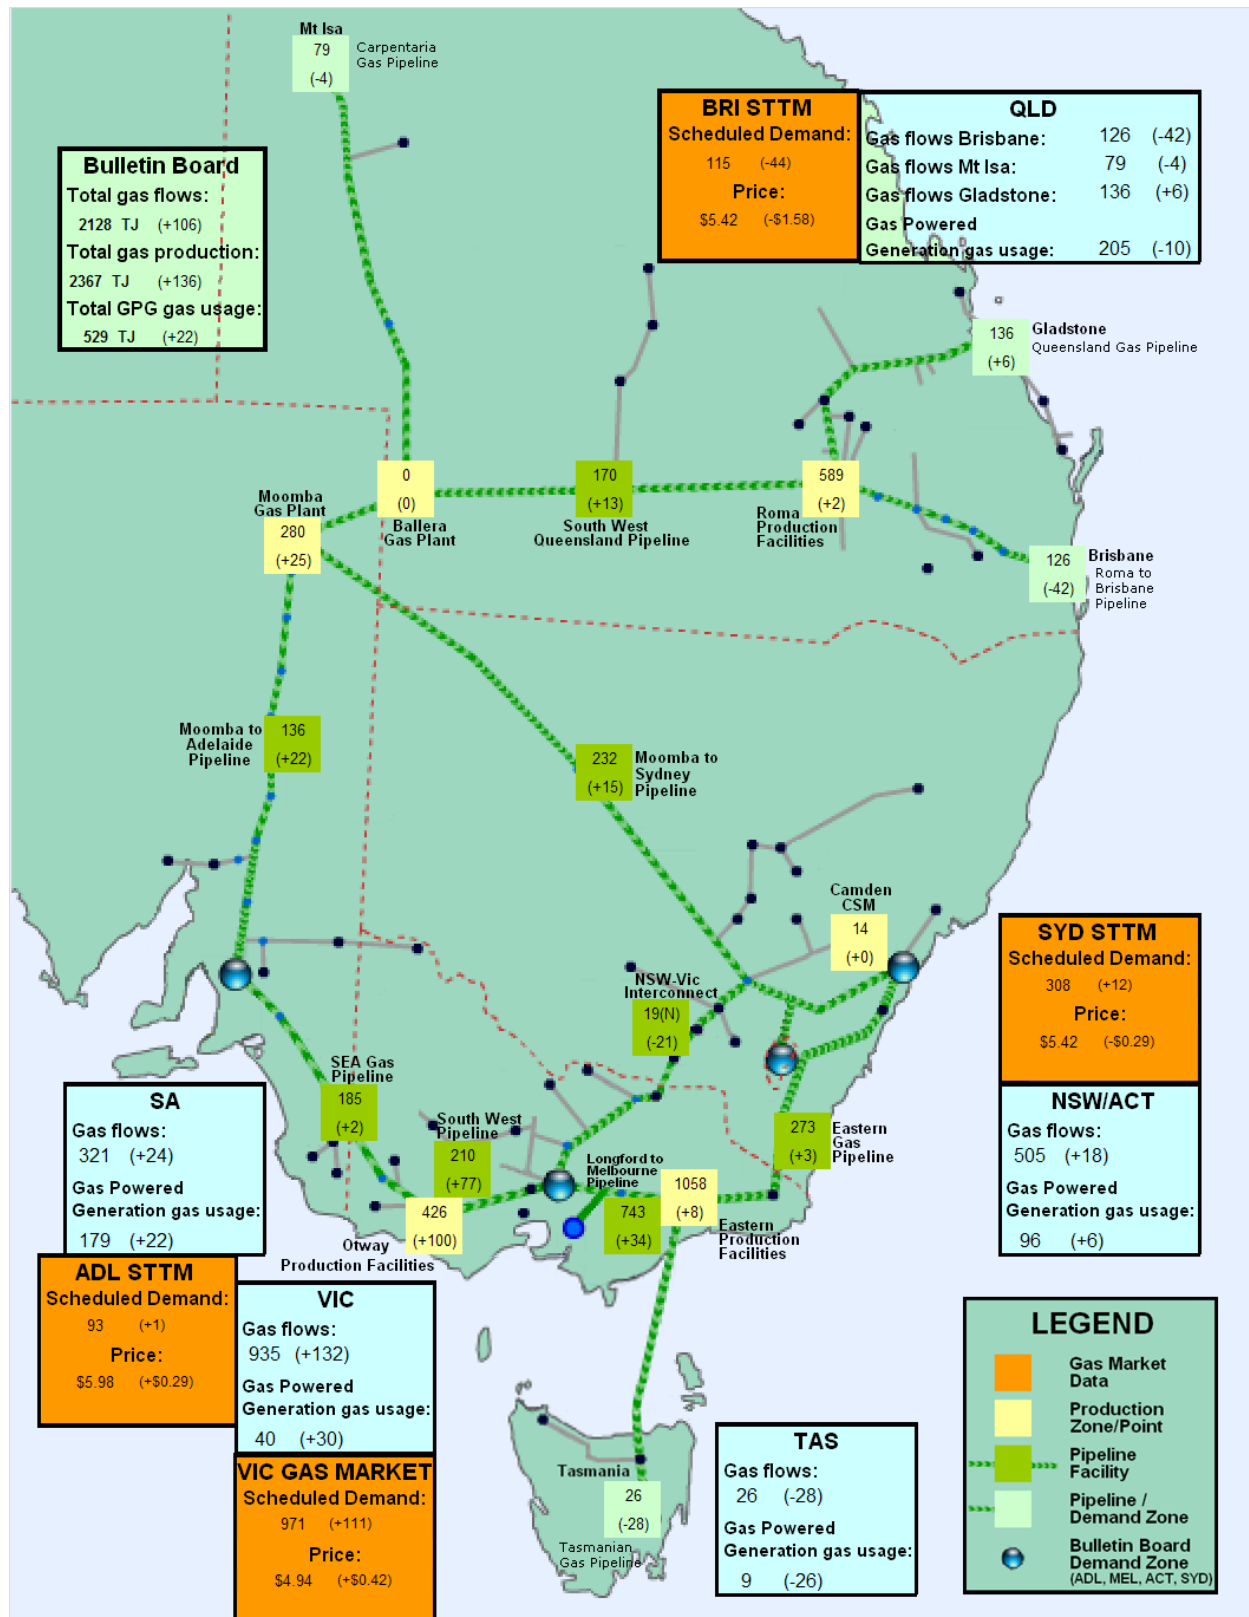 Mt Isa
79
(-4)
Carpentaria
Gas Pipeline
BRI STTM
Scheduled Demand:
115 (-44)
Price:
$5.42 (-$1.58)
QLD
Gas flows Brisbane: 126 (-42)
Gas flows Mt Isa: 79 (-4)
Gas flows Gladstone: 136 (+6)
Gas Powered
Generation gas usage: 205 (-10)
Bulletin Board
Total gas flows:
2128 TJ (+106)
Total gas production:
2367 TJ (+136)
Total GPG gas usage:
529 TJ (+22)
136
(+6)
Gladstone
Queensland Gas Pipeline
Moomba
Gas Plant
280
(+25)
0
(0)
Ballera
Gas Plant
170
(+13)
South West
Queensland Pipeline
589
(+2)
Roma
Production
Facilities
126
(-42)
Brisbane
Roma to
Brisbane
Pipeline
Moomba to
Adelaide
Pipeline
136
(+22)
232
(+15)
Moomba to
Sydney
Pipeline
Camden
CSM
14
(+0)
SYD STTM
Scheduled Demand:
308 (+12)
Price:
$5.42 (-$0.29)
NSW-Vic
Interconnect
19(N)
(-21)
SEA Gas
Pipeline
185
(+2)
South West
Pipeline
210
(+77)
Longford to
Melbourne
Pipeline
743
(+34)
1058
(+8)
Eastern
Production
Facilities
273
(+3)
Eastern
Gas
Pipeline
426
(+100)
Otway
Production Facilities
NSW/ACT
Gas flows:
505 (+18)
Gas Powered
Generation gas usage:
96 (+6)
SA
Gas flows:
321 (+24)
Gas Powered
Generation gas usage:
179 (+22)
ADL STTM
Scheduled Demand:
93 (+1)
Price:
$5.98 (+$0.29)
VIC
Gas flows:
935 (+132)
Gas Powered
Generation gas usage:
40 (+30)
VIC GAS MARKET
Scheduled Demand:
971 (+111)
Price:
$4.94 (+$0.42)
Tasmania
26
(-28)
Tasmanian
Gas Pipeline
TAS
Gas flows:
26 (-28)
Gas Powered
Generation gas usage:
9 (-26)
LEGEND
Gas Market
Data
Production
Zone/Point
Pipeline
Facility
Pipeline /
Demand Zone
Bulletin Board
Demand Zone
(ADL, MEL, ACT, SYD)